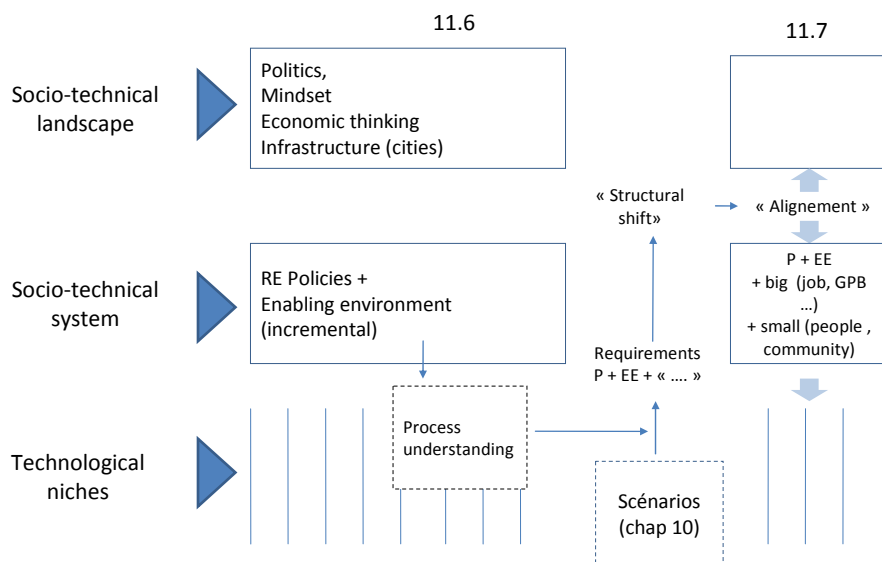 11.6
11.7
Socio-technical
landscape
Politics,
Mindset
Economic thinking
Infrastructure (cities)
« Structural
shift»
« Alignement »
Socio-technical
system
RE Policies +
Enabling environment
(incremental)
Requirements
P + EE + « .... »
P + EE
+ big (job, GPB
...)
+ small (people ,
community)
Technological
niches
Process
understanding
Scénarios
(chap 10)